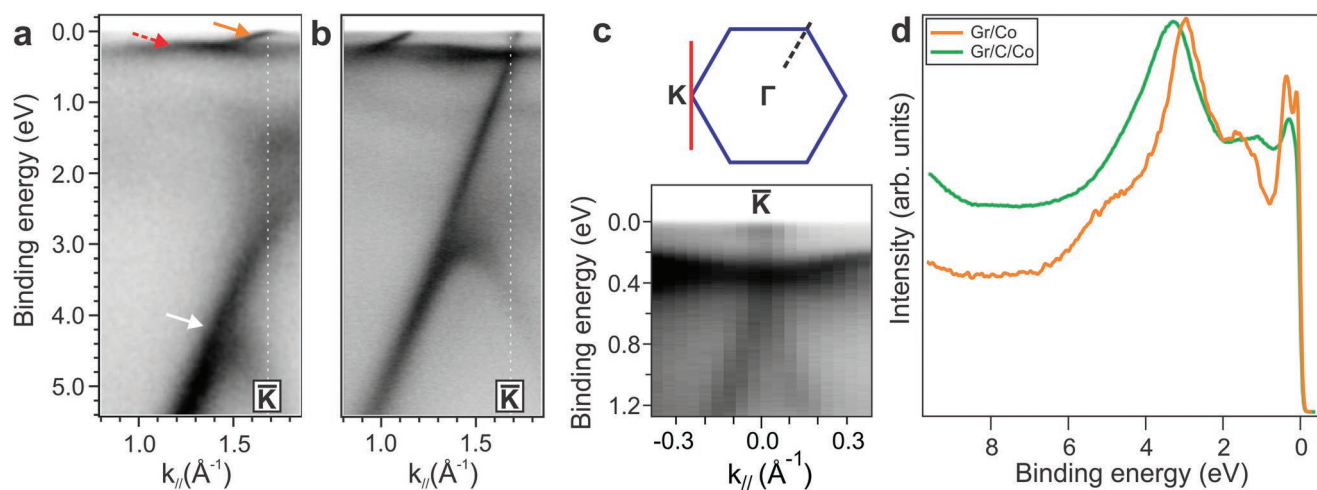 a
0.0
1.0
2.0
3.0
4.0
5.0
Binding energy (eV)
K̅
1.0
1.5
k//(Å⁻¹)
b
K̅
1.0
1.5
k//(Å⁻¹)
c
K
Γ
K̅
0.0
0.4
0.8
1.2
Binding energy (eV)
-0.3
0.0
0.3
k// (Å⁻¹)
d
Gr/Co
Gr/C/Co
Intensity (arb. units)
8
6
4
2
0
Binding energy (eV)